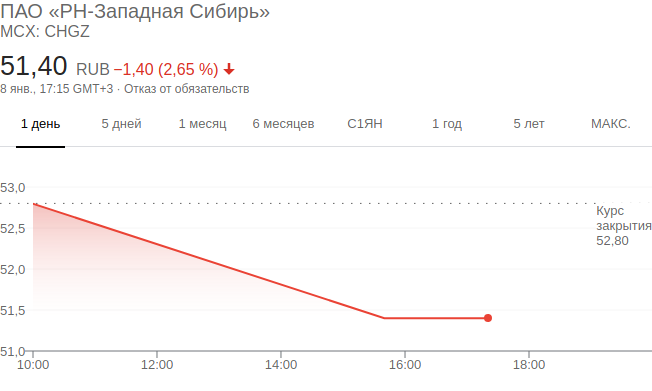 ПАО «РН-Западная Сибирь»
MCX: CHGZ
51,40 RUB −1,40 (2,65 %)
8 янв., 17:15 GMT+3 · Отказ от обязательств
1 день 5 дней 1 месяц 6 месяцев С1ЯН 1 год 5 лет МАКС.
53,0
Курс
закрытия
52,80
52,5
52,0
51,5
51,0
10:00 12:00 14:00 16:00 18:00